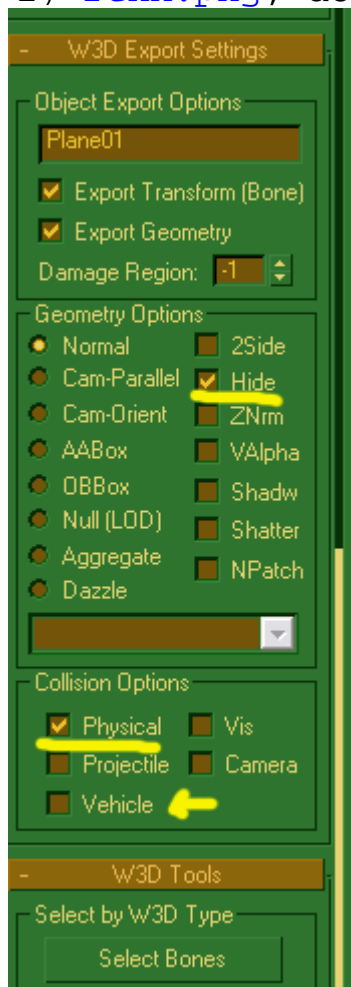 - W3D Export Settings
Object Export Options
Plane01
Export Transform (Bone)
Export Geometry
Damage Region: -1
Geometry Options
Normal 2Side
Cam-Parallel Hide
Cam-Orient ZNrm
AABox VAlpha
OBBox Shadw
Null (LOD) Shatter
Aggregate NPatch
Dazzle
Collision Options
Physical Vis
Projectile Camera
Vehicle
- W3D Tools
Select by W3D Type
Select Bones